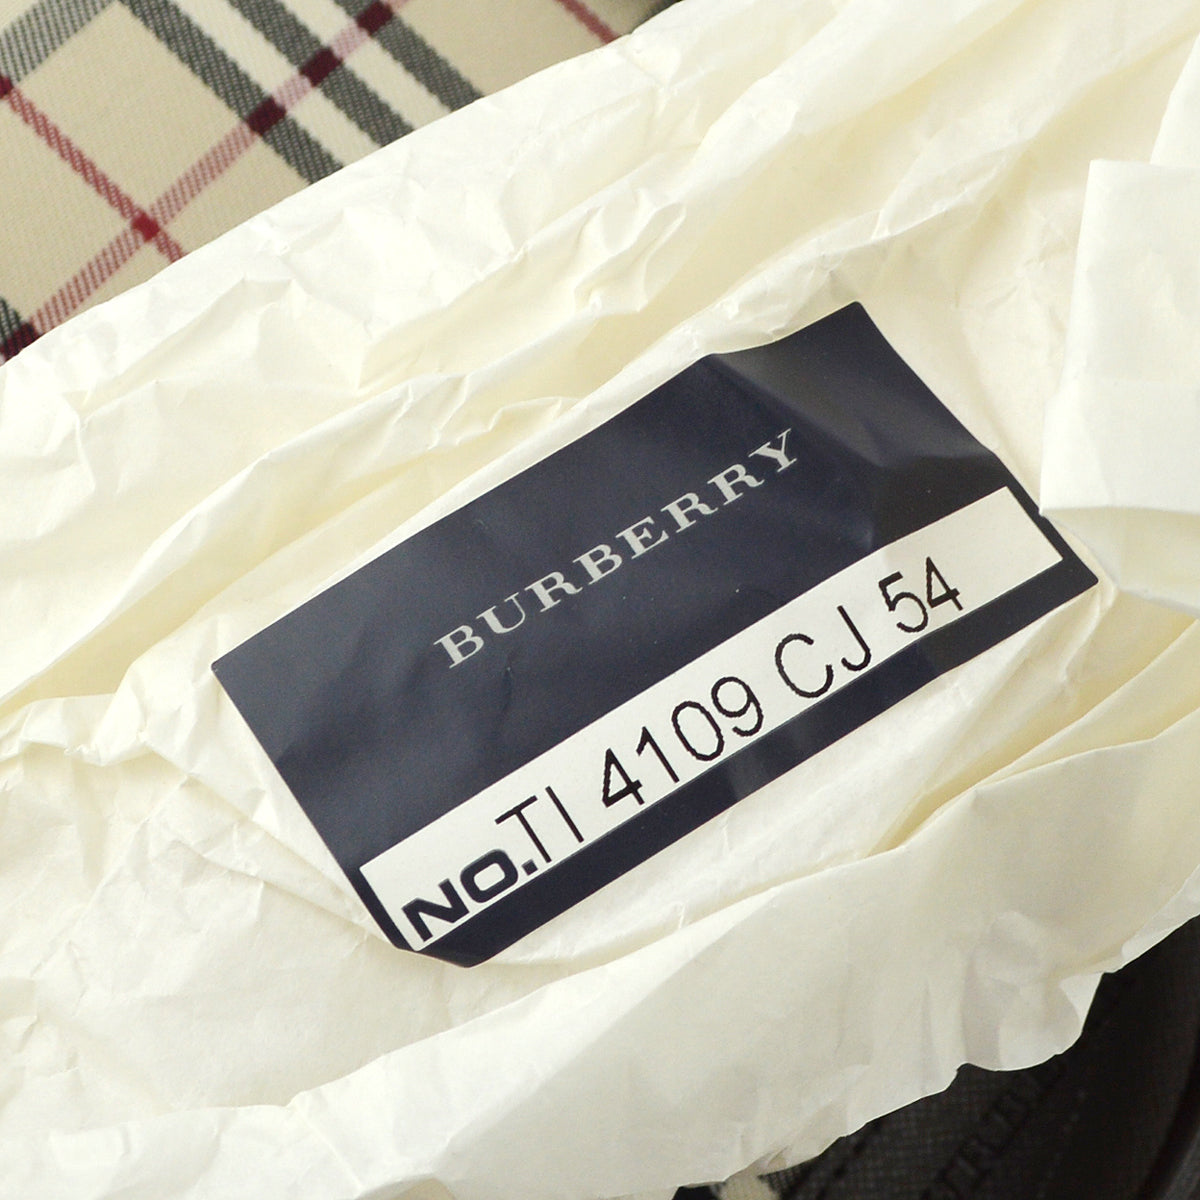 BURBERRY
NO. TI 4109 CJ 54